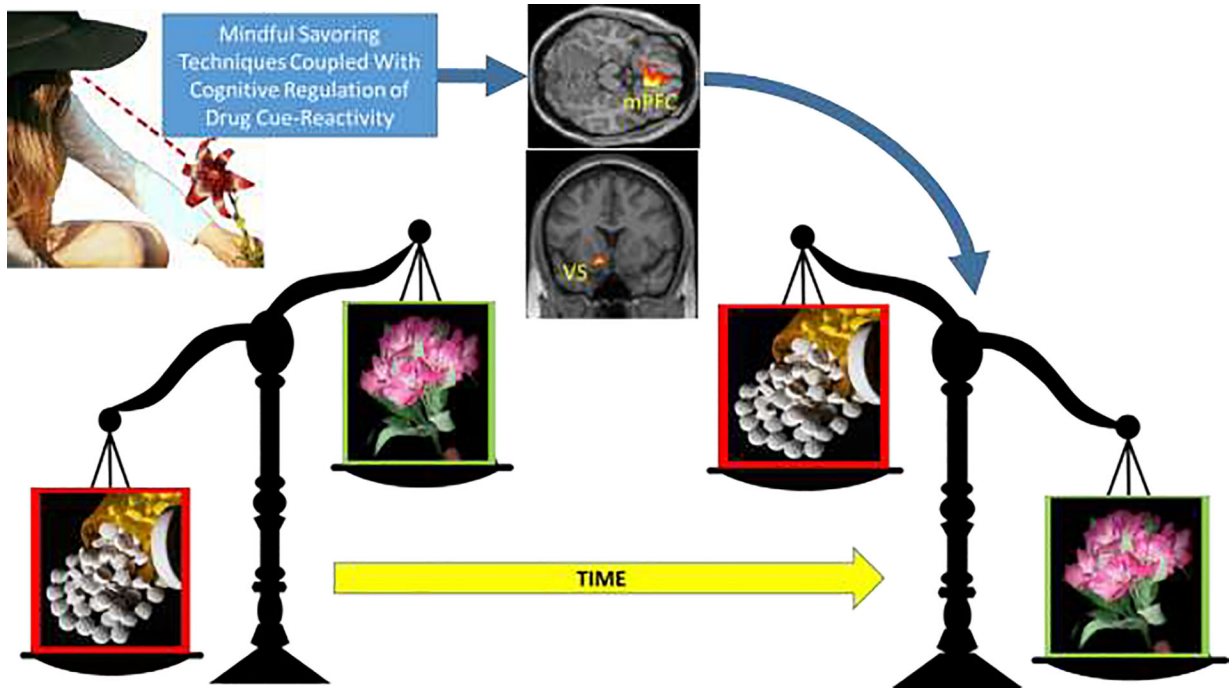 Mindful Savoring
Techniques Coupled With
Cognitive Regulation of
Drug Cue-Reactivity
mPFC
VS
TIME